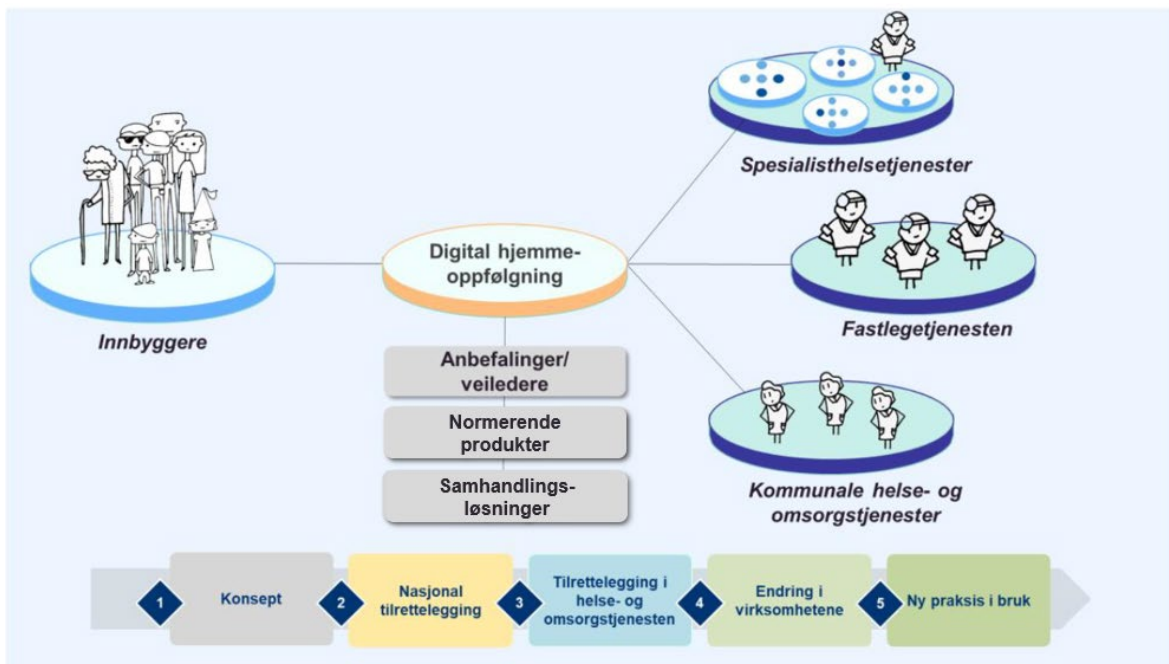 Spesialisthelsetjenester
Digital hjemme-
oppfølgning
Innbyggere
Fastlegetjenesten
Anbefalinger/
veiledere
Normerende
produkter
Samhandlings-
løsninger
Kommunale helse- og
omsorgstjenester
1
Konsept
2
Nasjonal
tilrettelegging
3
Tilrettelegging i
helse- og
omsorgstjenesten
4
Endring i
virksomhetene
5
Ny praksis i bruk